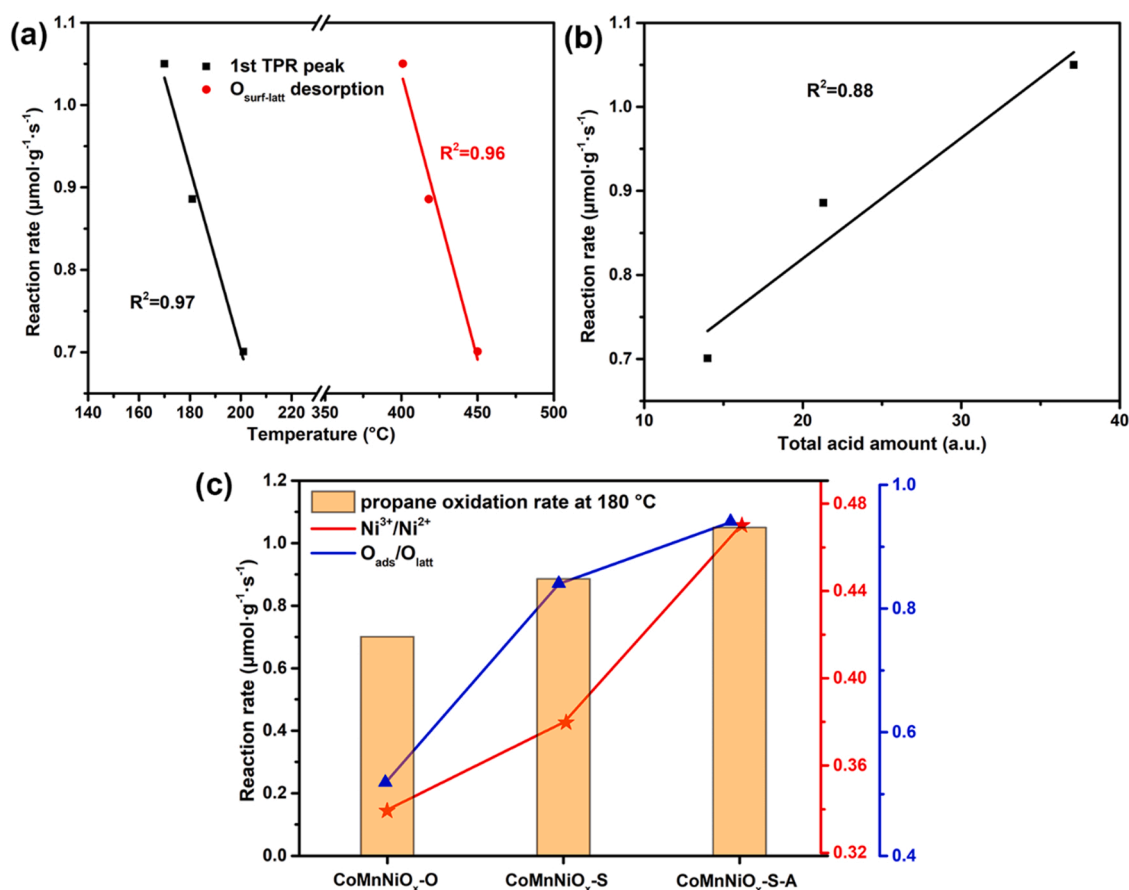 (a)
1st TPR peak
O_surf-latt desorption
R²=0.96
R²=0.97
Reaction rate (μmol·g⁻¹·s⁻¹)
1.1
1.0
0.9
0.8
0.7
140 160 180 200 220 350 400 450 500
Temperature (°C)
(b)
R²=0.88
Reaction rate (μmol·g⁻¹·s⁻¹)
1.1
1.0
0.9
0.8
0.7
10 20 30 40
Total acid amount (a.u.)
(c)
propane oxidation rate at 180 °C
Ni³⁺/Ni²⁺
O_ads/O_latt
Reaction rate (μmol·g⁻¹·s⁻¹)
1.2
1.0
0.8
0.6
0.4
0.2
0.0
0.48
0.44
0.40
0.36
0.32
1.0
0.8
0.6
0.4
CoMnNiOₓ-O CoMnNiOₓ-S CoMnNiOₓ-S-A